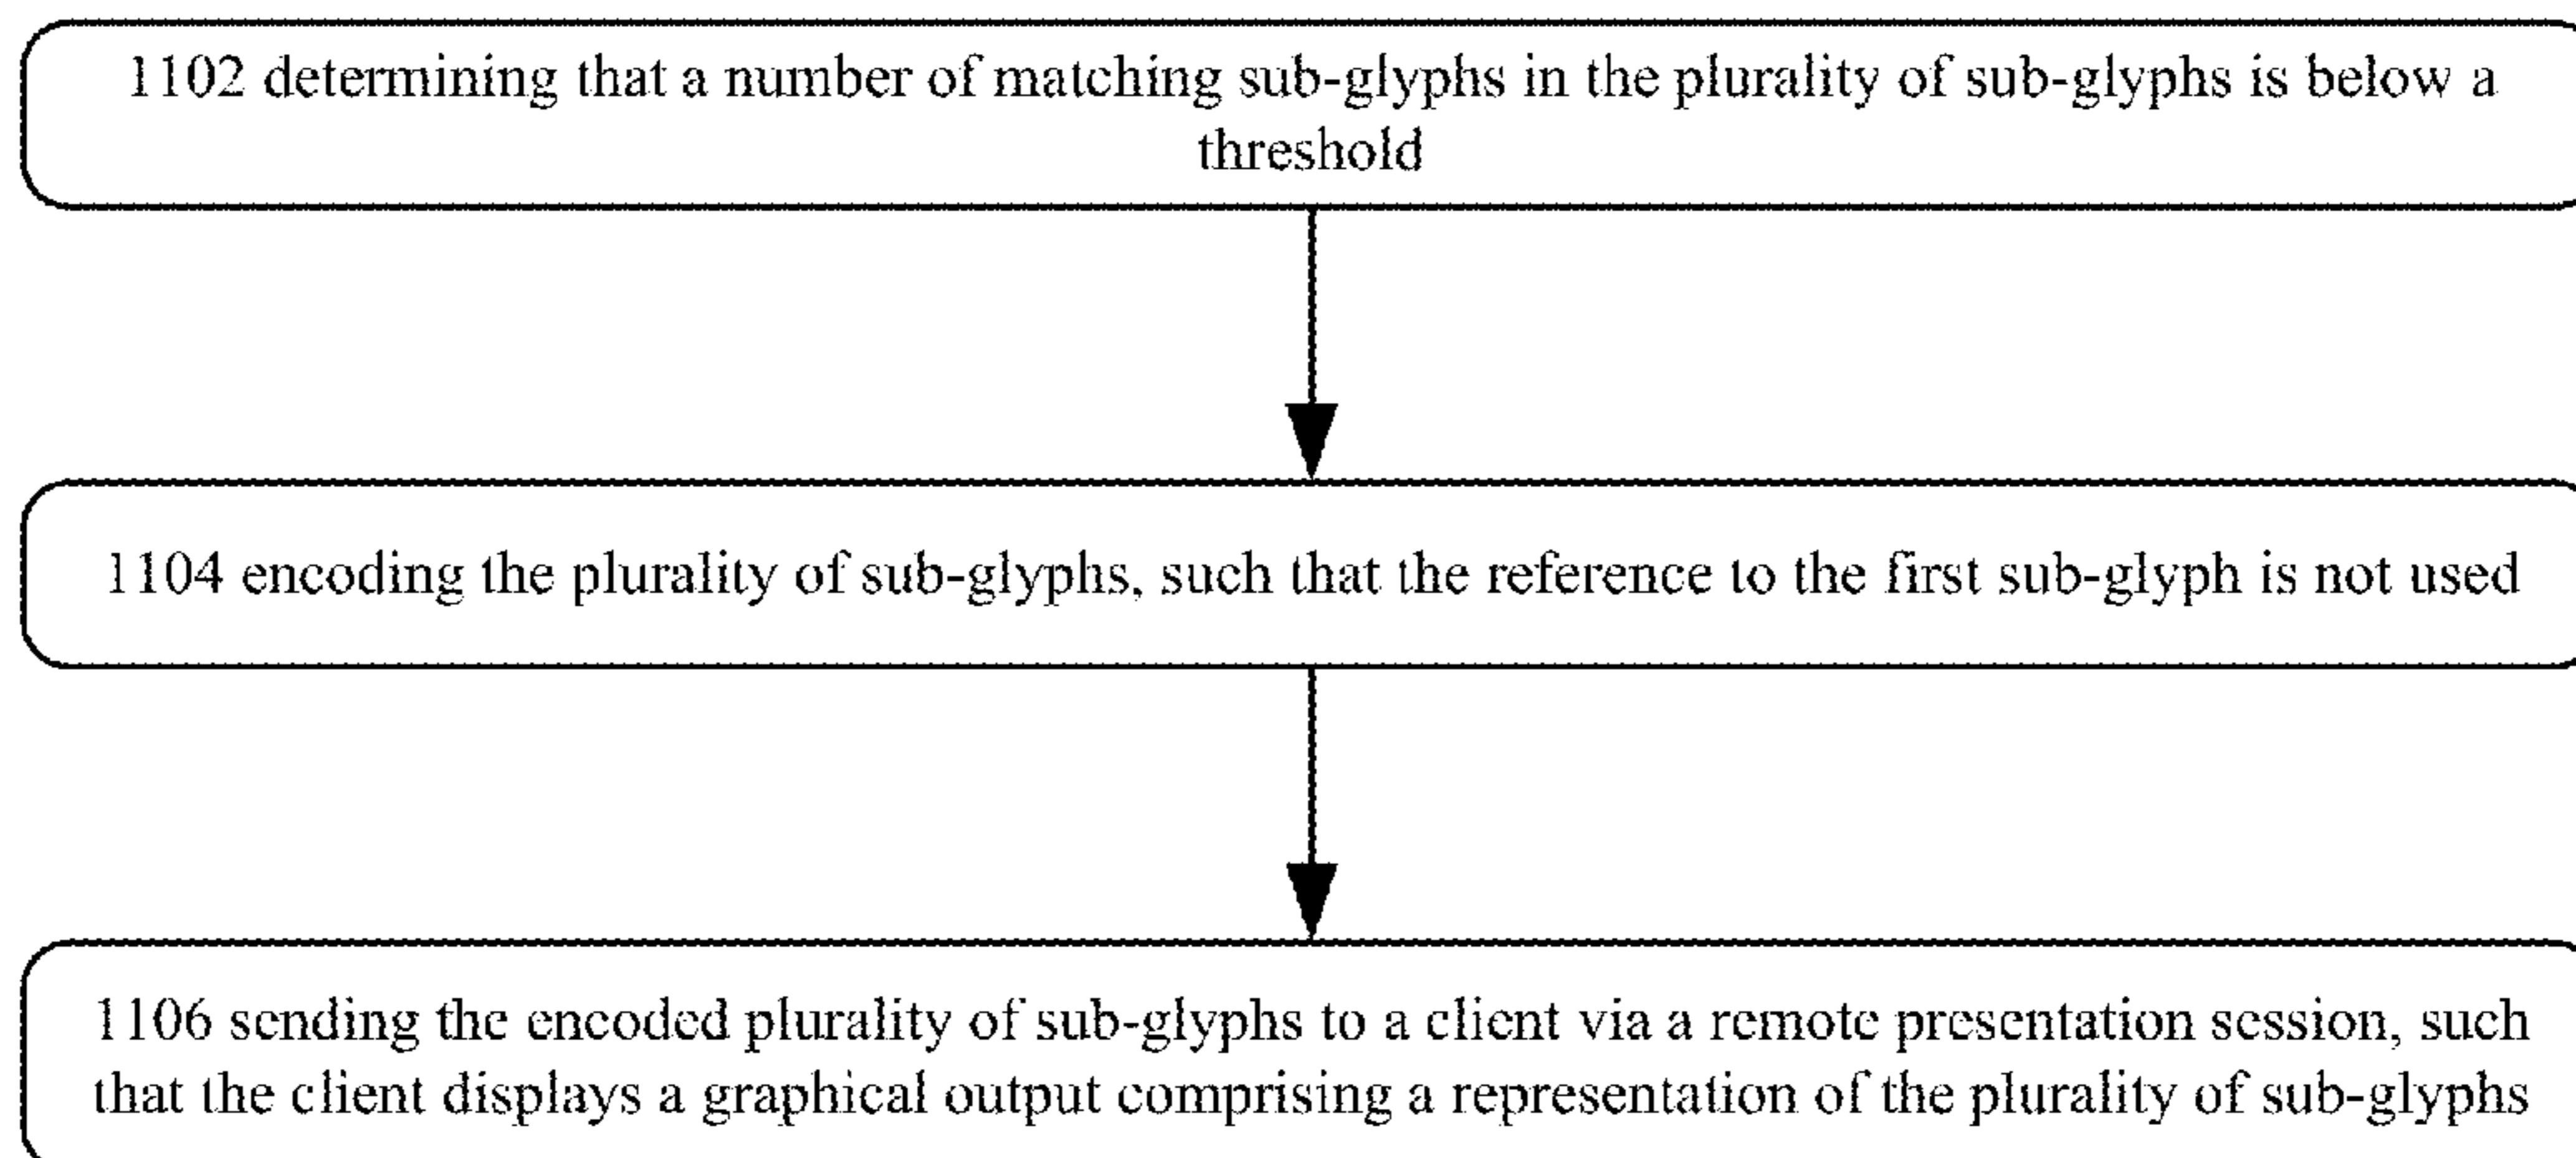 1102 determining that a number of matching sub-glyphs in the plurality of sub-glyphs is below a
threshold
1104 encoding the plurality of sub-glyphs, such that the reference to the first sub-glyph is not used
1106 sending the encoded plurality of sub-glyphs to a client via a remote presentation session, such
that the client displays a graphical output comprising a representation of the plurality of sub-glyphs